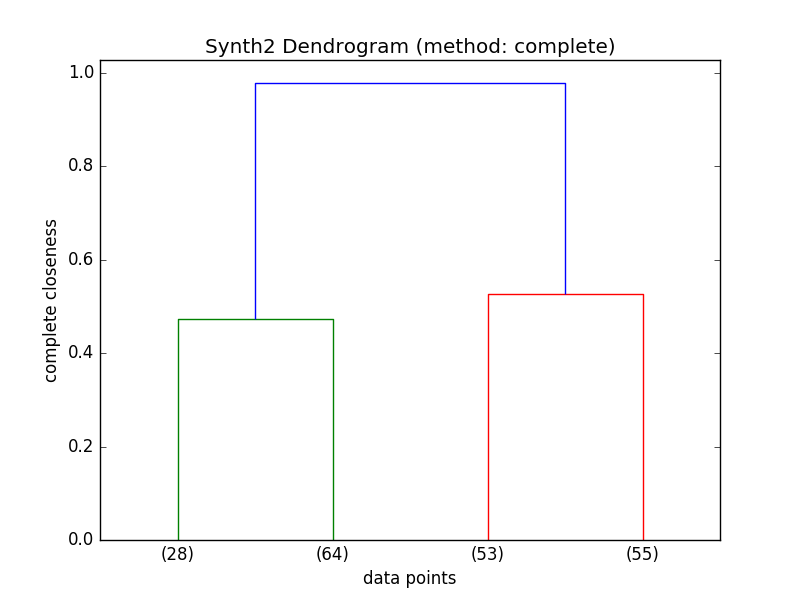 Synth2 Dendrogram (method: complete)
1.0
0.8
0.6
0.4
0.2
0.0
complete closeness
(28) (64) (53) (55)
data points